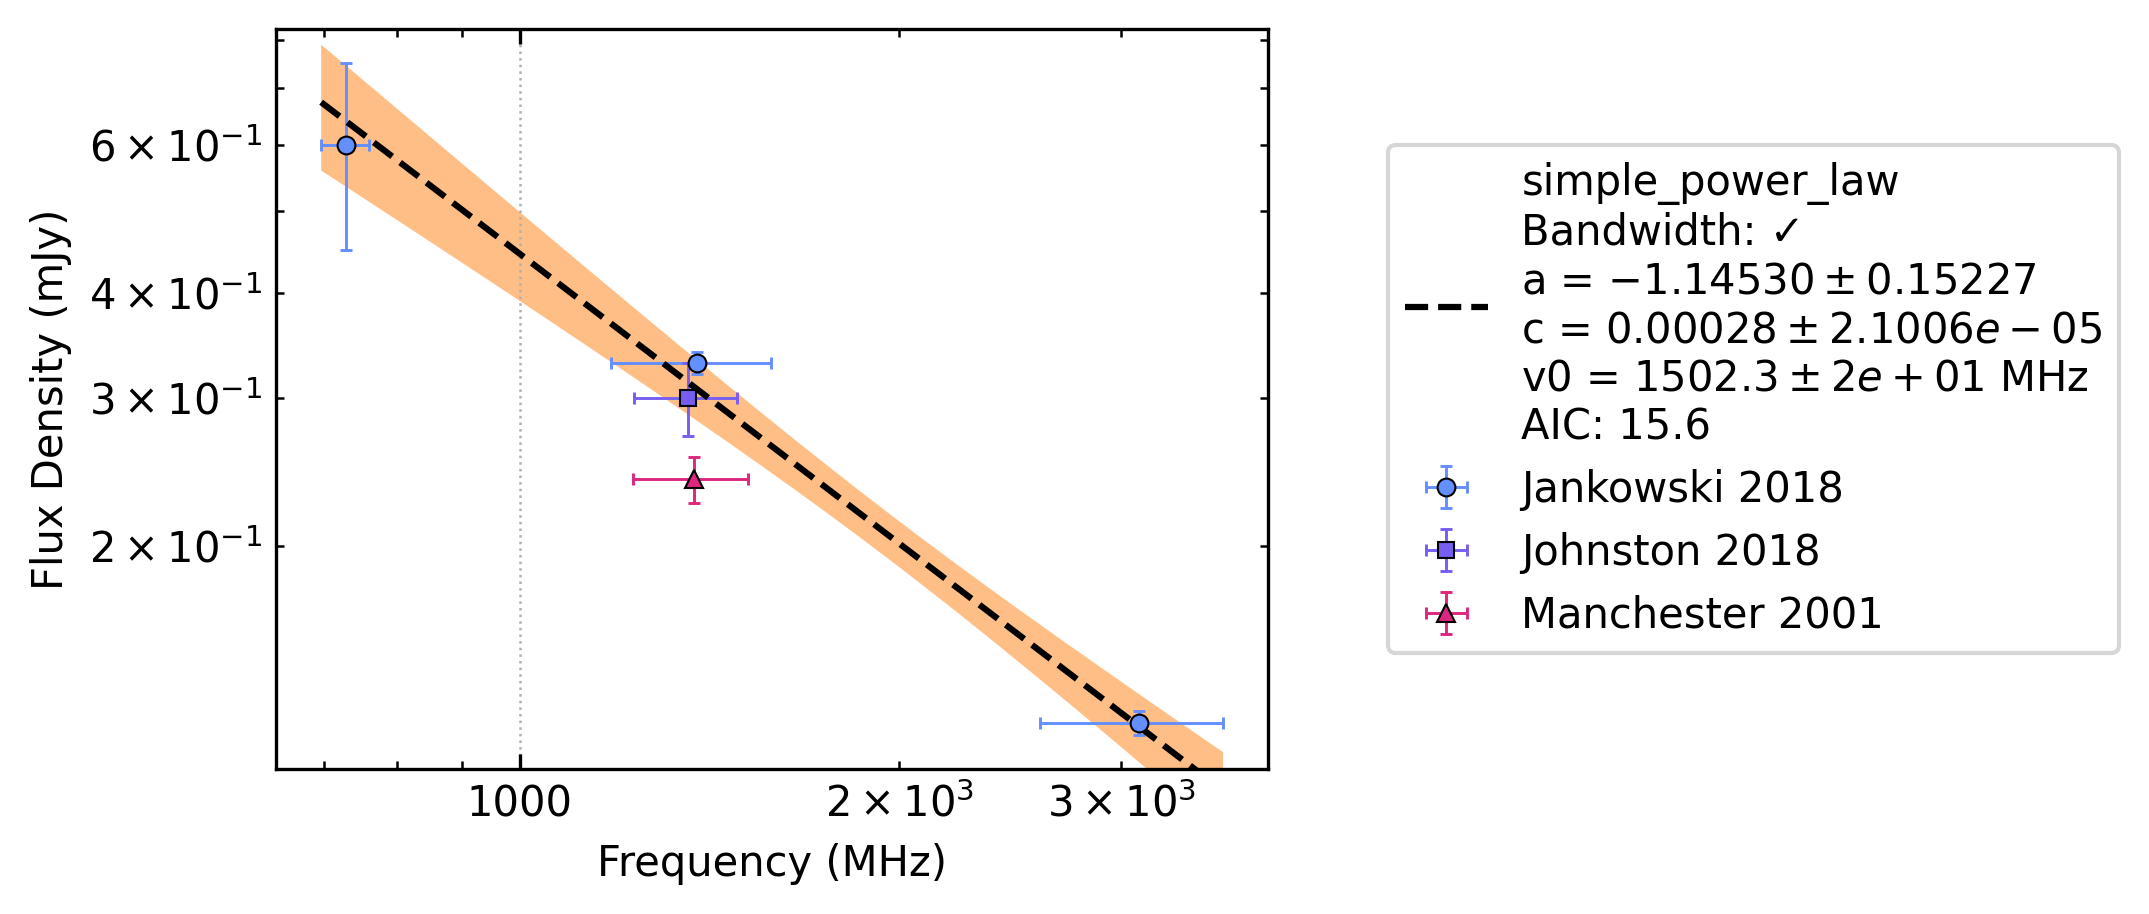 Flux Density (mJy)
6 × 10⁻¹
4 × 10⁻¹
3 × 10⁻¹
2 × 10⁻¹
1000
2 × 10³
3 × 10³
Frequency (MHz)
simple_power_law
Bandwidth: ✓
a = −1.14530 ± 0.15227
c = 0.00028 ± 2.1006e − 05
v0 = 1502.3 ± 2e + 01 MHz
AIC: 15.6
Jankowski 2018
Johnston 2018
Manchester 2001